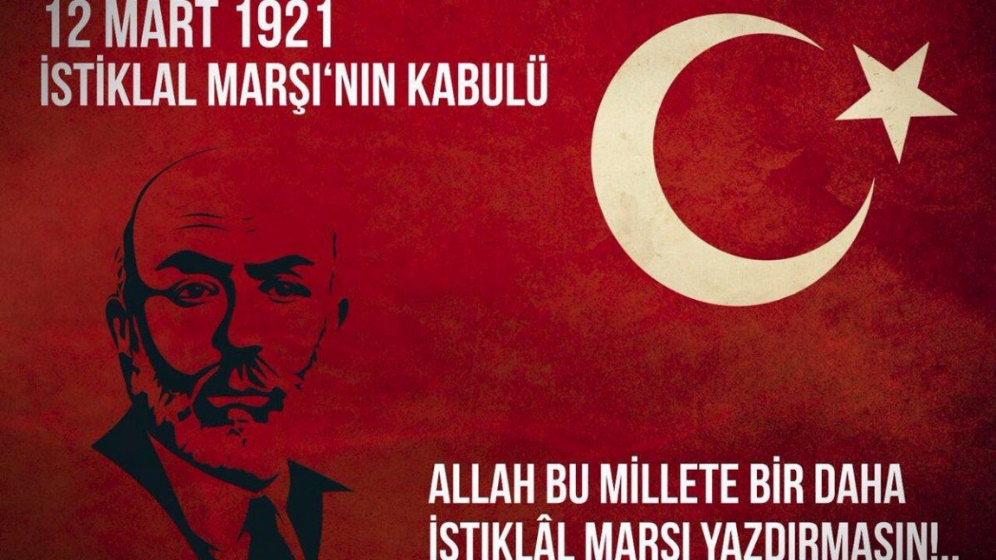 12 MART 1921
İSTİKLAL MARŞI‘NIN KABULÜ
ALLAH BU MİLLETE BİR DAHA
İSTİKLÂL MARŞI YAZDIRMASIN!..